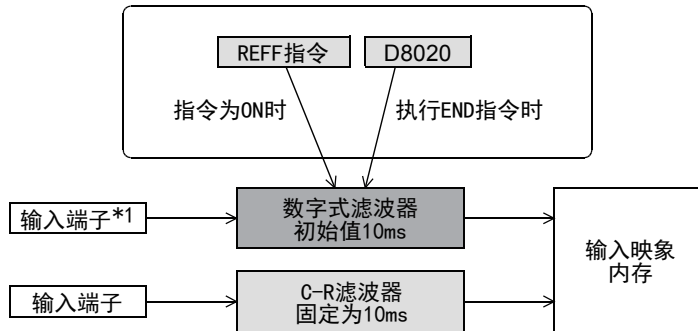 REFF指令
D8020
指令为ON时
执行END指令时
输入端子*1
数字式滤波器
初始值10ms
输入映象
内存
输入端子
C-R滤波器
固定为10ms